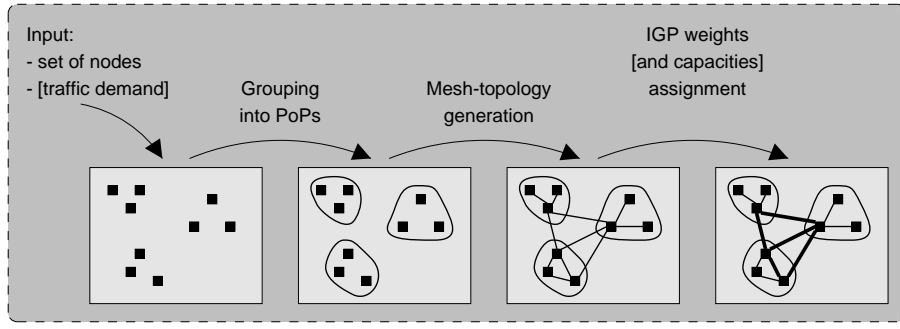 Input:
- set of nodes
- [traffic demand]
Grouping
into PoPs
Mesh-topology
generation
IGP weights
[and capacities]
assignment